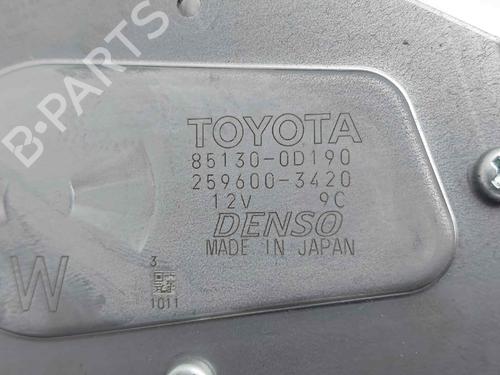 B-PARTS
TOYOTA
85130-0D190
259600-3420
12V 9C
DENSO
MADE IN JAPAN
W
3
1011